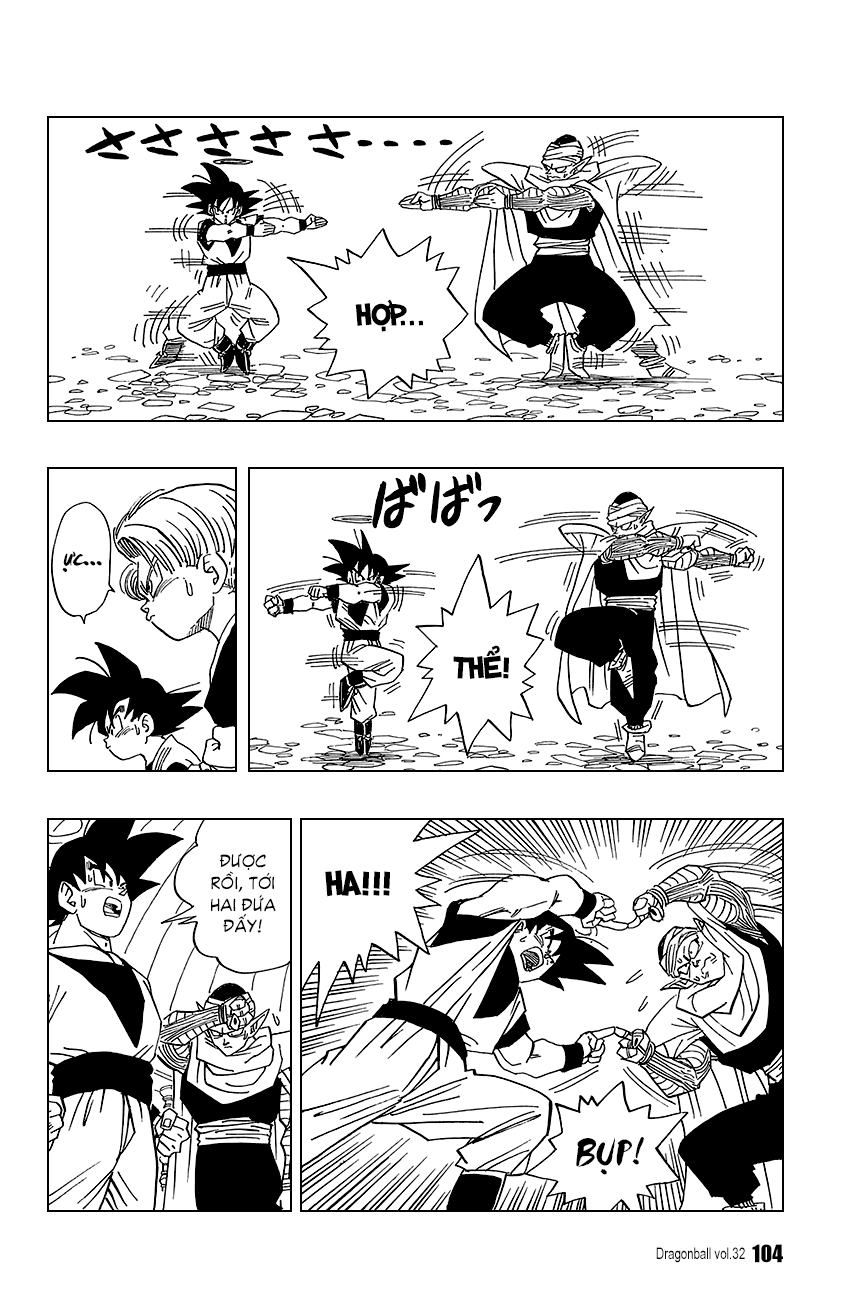 ささささささ‥‥
HỢP...
ỰC...
ばばっ
THỂ!
ĐƯỢC
RỒI, TỚI
HAI ĐỨA
ĐẤY!
HA!!!
BỤP!
Dragonball vol.32 104